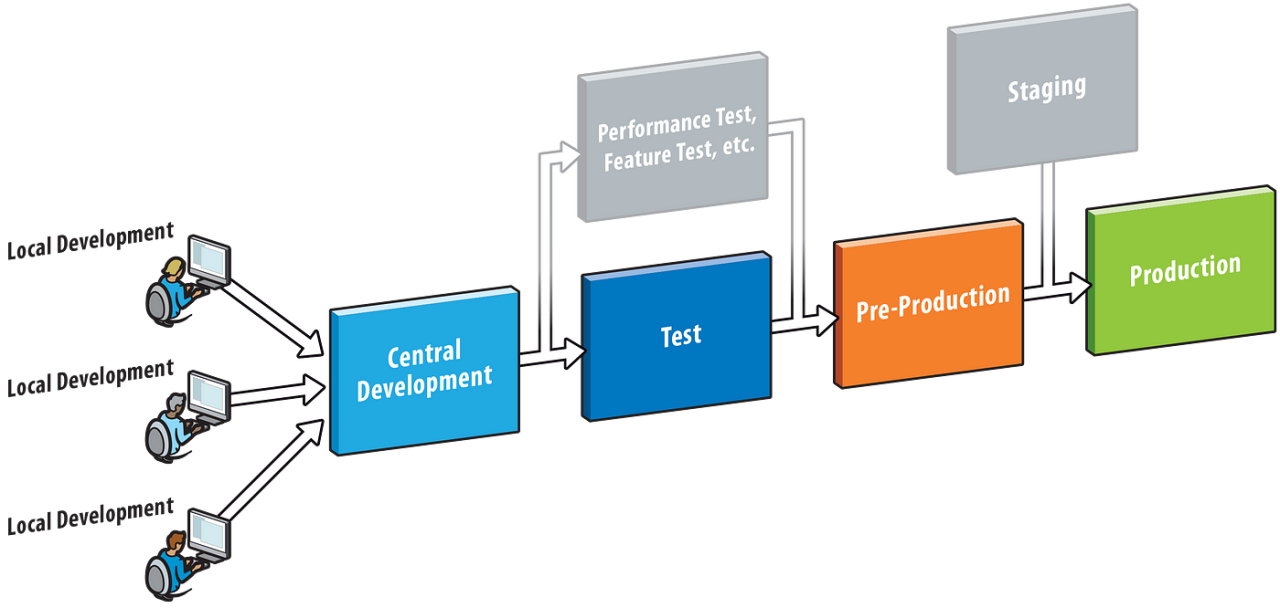 Local Development
Local Development
Local Development
Central
Development
Performance Test,
Feature Test, etc.
Test
Pre-Production
Staging
Production